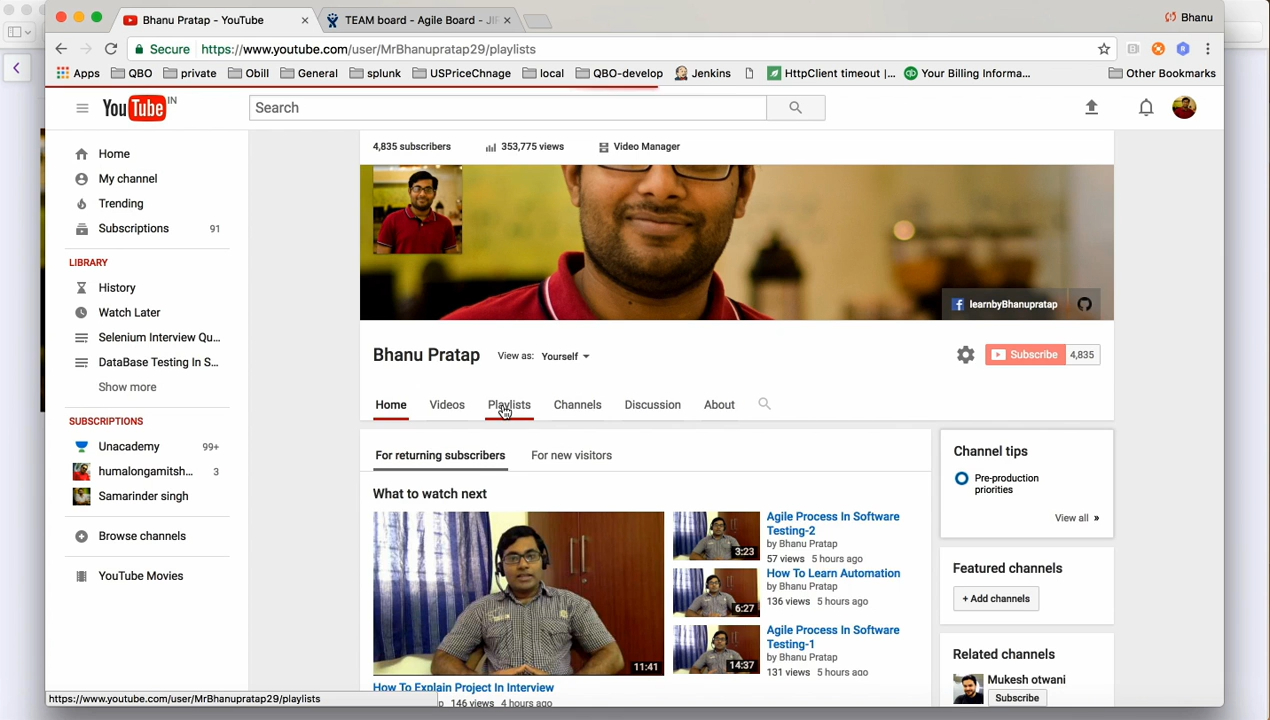 Bhanu Pratap - YouTube
TEAM board - Agile Board - JIR
Bhanu
Secure https://www.youtube.com/user/MrBhanupratap29/playlists
Apps QBO private Obill General splunk USPriceChnage local QBO-develop Jenkins HttpClient timeout |... Your Billing Informa... Other Bookmarks
YouTube IN
Search
4,835 subscribers 353,775 views Video Manager
Home
My channel
Trending
Subscriptions 91
LIBRARY
History
Watch Later
Selenium Interview Qu...
DataBase Testing In S...
Show more
SUBSCRIPTIONS
Unacademy 99+
humalongamitsh... 3
Samarinder singh
Browse channels
YouTube Movies
learnbyBhanupratap
Bhanu Pratap View as: Yourself
Subscribe 4,835
Home Videos Playlists Channels Discussion About
For returning subscribers For new visitors
What to watch next
11:41
How To Explain Project In Interview
146 views 4 hours ago
3:23
Agile Process In Software
Testing-2
by Bhanu Pratap
57 views 5 hours ago
6:27
How To Learn Automation
by Bhanu Pratap
136 views 5 hours ago
14:37
Agile Process In Software
Testing-1
by Bhanu Pratap
131 views 5 hours ago
Channel tips
Pre-production
priorities
View all »
Featured channels
+ Add channels
Related channels
Mukesh otwani
Subscribe
https://www.youtube.com/user/MrBhanupratap29/playlists